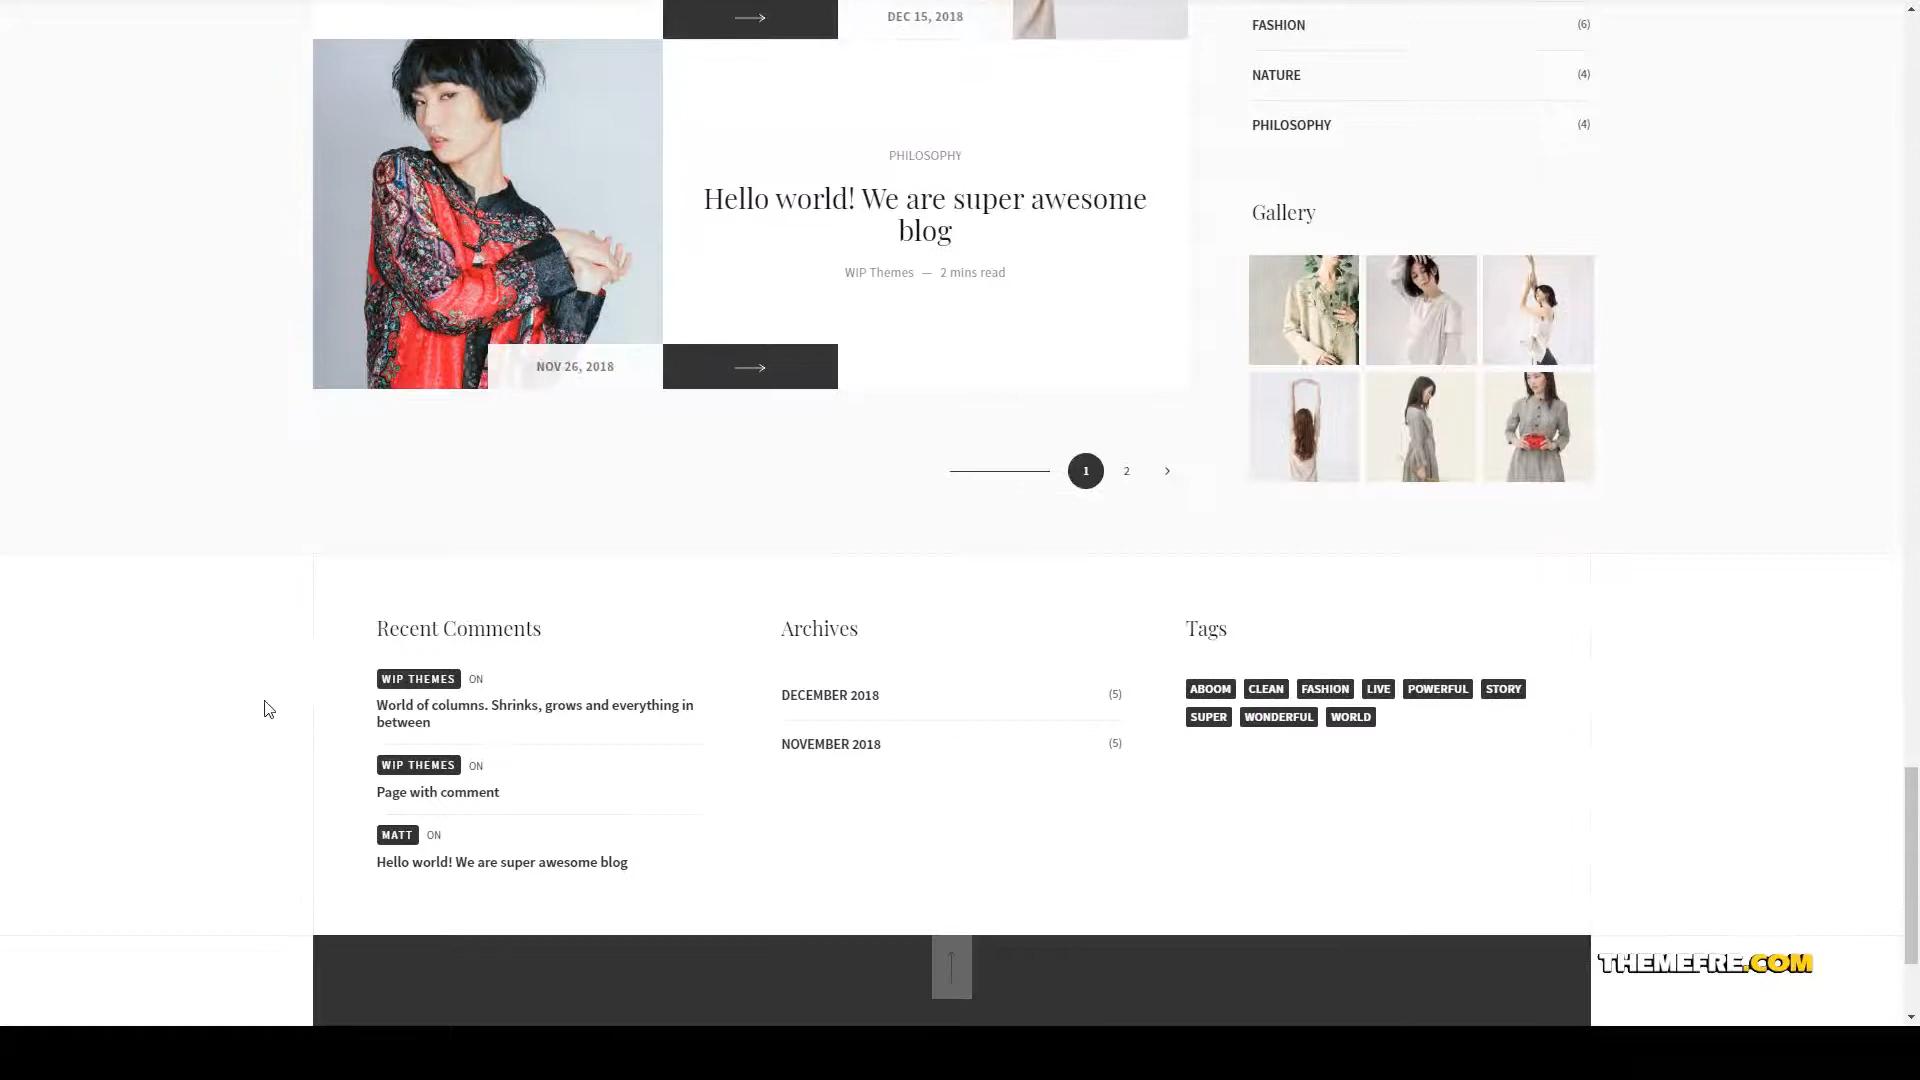 DEC 15, 2018
FASHION (6)
NATURE (4)
PHILOSOPHY (4)
PHILOSOPHY
Hello world! We are super awesome
blog
WIP Themes — 2 mins read
NOV 26, 2018
Gallery
1 2
Recent Comments
WIP THEMES ON
World of columns. Shrinks, grows and everything in
between
WIP THEMES ON
Page with comment
MATT ON
Hello world! We are super awesome blog
Archives
DECEMBER 2018 (5)
NOVEMBER 2018 (5)
Tags
ABOOM CLEAN FASHION LIVE POWERFUL STORY
SUPER WONDERFUL WORLD
THEMEFRE.COM